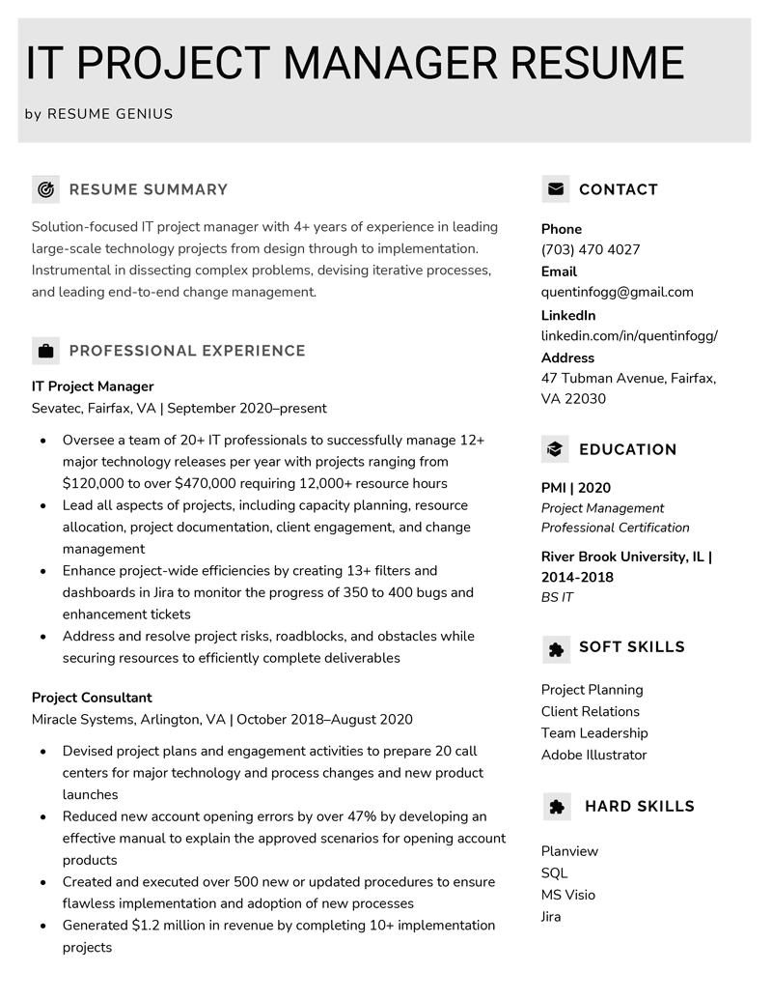 IT PROJECT MANAGER RESUME
by RESUME GENIUS
RESUME SUMMARY
Solution-focused IT project manager with 4+ years of experience in leading
large-scale technology projects from design through to implementation.
Instrumental in dissecting complex problems, devising iterative processes,
and leading end-to-end change management.
PROFESSIONAL EXPERIENCE
IT Project Manager
Sevatec, Fairfax, VA | September 2020–present
• Oversee a team of 20+ IT professionals to successfully manage 12+
major technology releases per year with projects ranging from
$120,000 to over $470,000 requiring 12,000+ resource hours
• Lead all aspects of projects, including capacity planning, resource
allocation, project documentation, client engagement, and change
management
• Enhance project-wide efficiencies by creating 13+ filters and
dashboards in Jira to monitor the progress of 350 to 400 bugs and
enhancement tickets
• Address and resolve project risks, roadblocks, and obstacles while
securing resources to efficiently complete deliverables
Project Consultant
Miracle Systems, Arlington, VA | October 2018–August 2020
• Devised project plans and engagement activities to prepare 20 call
centers for major technology and process changes and new product
launches
• Reduced new account opening errors by over 47% by developing an
effective manual to explain the approved scenarios for opening account
products
• Created and executed over 500 new or updated procedures to ensure
flawless implementation and adoption of new processes
• Generated $1.2 million in revenue by completing 10+ implementation
projects
CONTACT
Phone
(703) 470 4027
Email
quentinfogg@gmail.com
LinkedIn
linkedin.com/in/quentinfogg/
Address
47 Tubman Avenue, Fairfax,
VA 22030
EDUCATION
PMI | 2020
Project Management
Professional Certification
River Brook University, IL |
2014-2018
BS IT
SOFT SKILLS
Project Planning
Client Relations
Team Leadership
Adobe Illustrator
HARD SKILLS
Planview
SQL
MS Visio
Jira